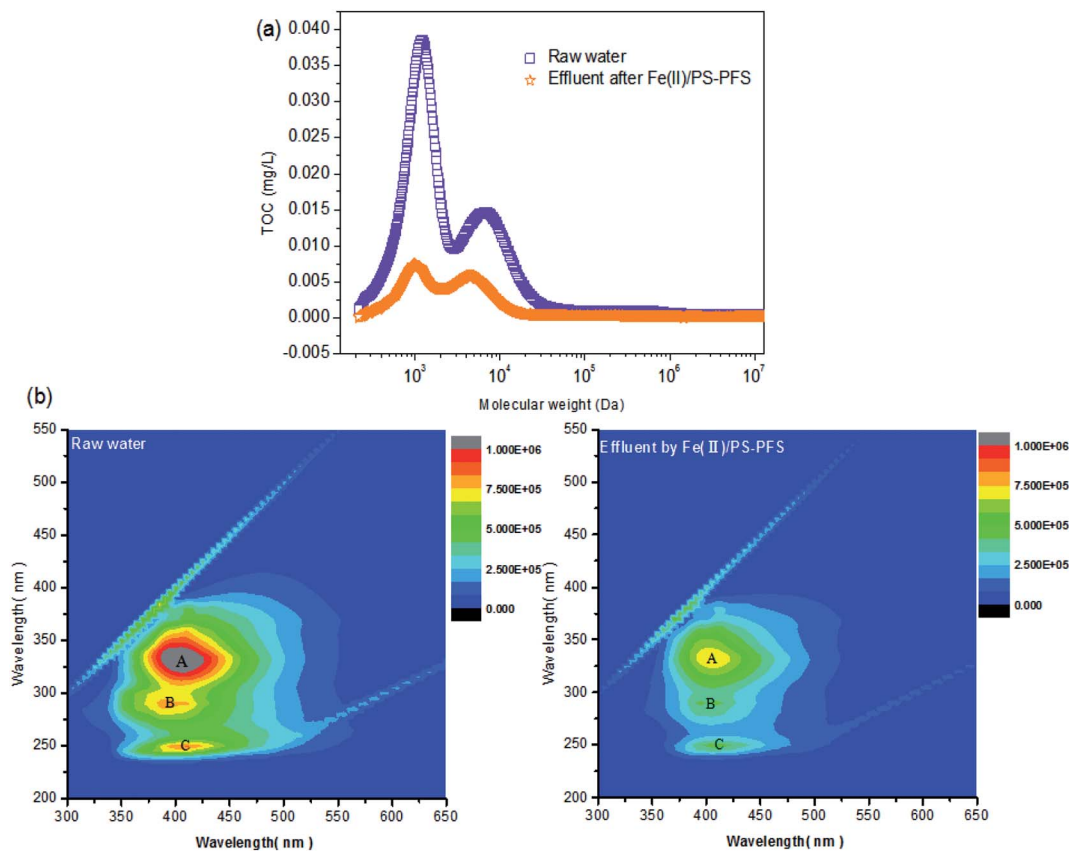 (a)
0.040
0.035
0.030
0.025
0.020
0.015
0.010
0.005
0.000
-0.005
TOC (mg/L)
Raw water
Effluent after Fe(II)/PS-PFS
10³ 10⁴ 10⁵ 10⁶ 10⁷
Molecular weight (Da)
(b)
Raw water
550
500
450
400
350
300
250
200
Wavelength( nm )
A
B
C
300 350 400 450 500 550 600 650
Wavelength( nm )
1.000E+06
7.500E+05
5.000E+05
2.500E+05
0.000
Effluent by Fe(II)/PS-PFS
550
500
450
400
350
300
250
200
Wavelength( nm )
A
B
C
300 350 400 450 500 550 600 650
Wavelength( nm )
1.000E+06
7.500E+05
5.000E+05
2.500E+05
0.000